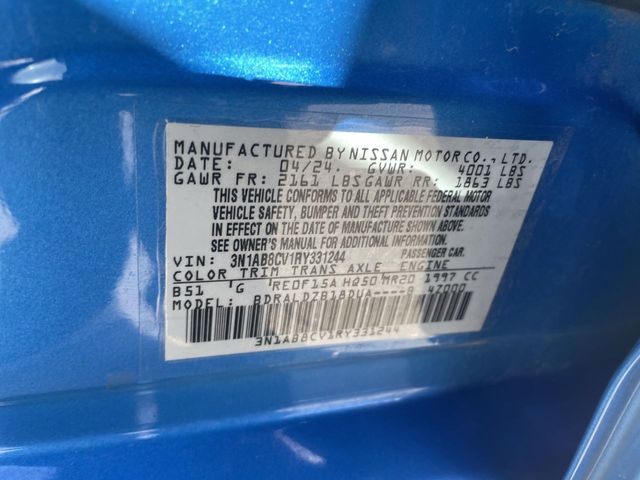 MANUFACTURED BY NISSAN MOTOR CO., LTD.
DATE: 04/24. GVWR: 4001 LBS
GAWR FR: 2161 LBS GAWR RR: 1863 LBS
THIS VEHICLE CONFORMS TO ALL APPLICABLE FEDERAL MOTOR
VEHICLE SAFETY, BUMPER AND THEFT PREVENTION STANDARDS
IN EFFECT ON THE DATE OF MANUFACTURE SHOWN ABOVE.
SEE OWNER'S MANUAL FOR ADDITIONAL INFORMATION.
VIN: 3N1AB8CV1RY331244 PASSENGER CAR.
COLOR TRIM TRANS AXLE ENGINE
B51 G RE0F15A HQ50 MR20 1997 CC
MODEL: BDRALDZB18DUA----B 47000
3N1AB8CV1RY331244